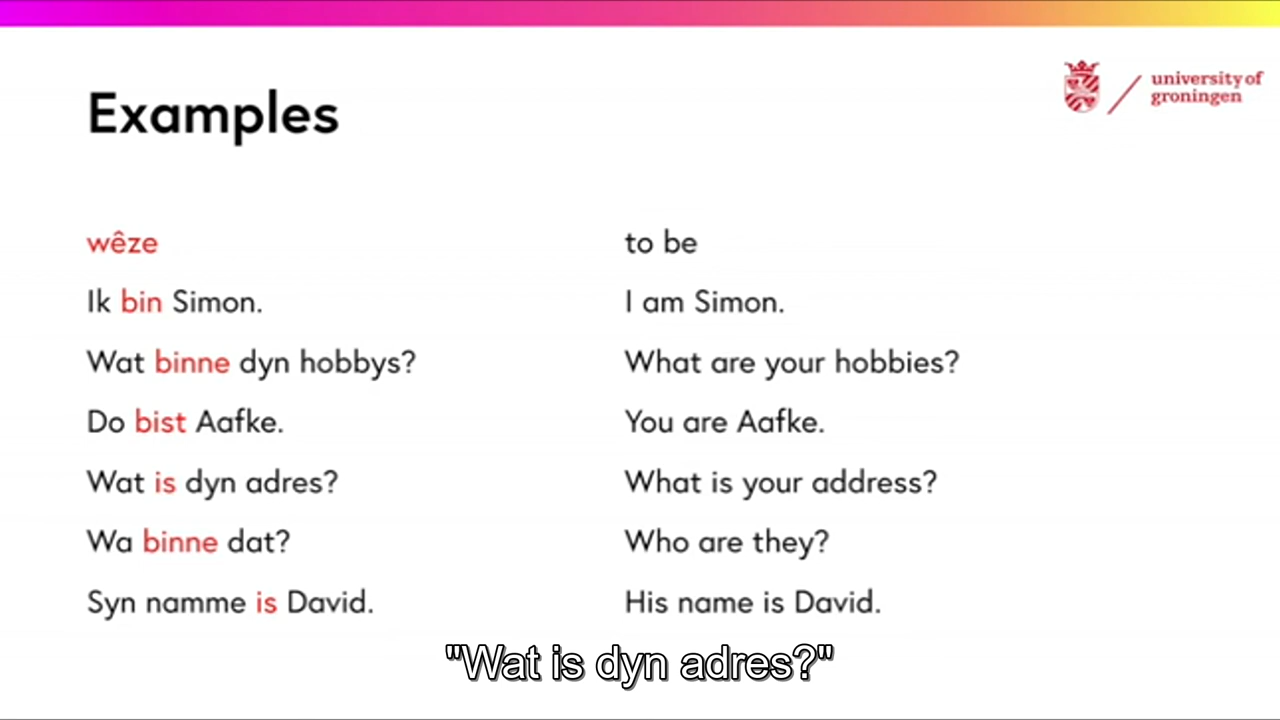 university of
groningen
Examples
wêze to be
Ik bin Simon. I am Simon.
Wat binne dyn hobbys? What are your hobbies?
Do bist Aafke. You are Aafke.
Wat is dyn adres? What is your address?
Wa binne dat? Who are they?
Syn namme is David. His name is David.
"Wat is dyn adres?"